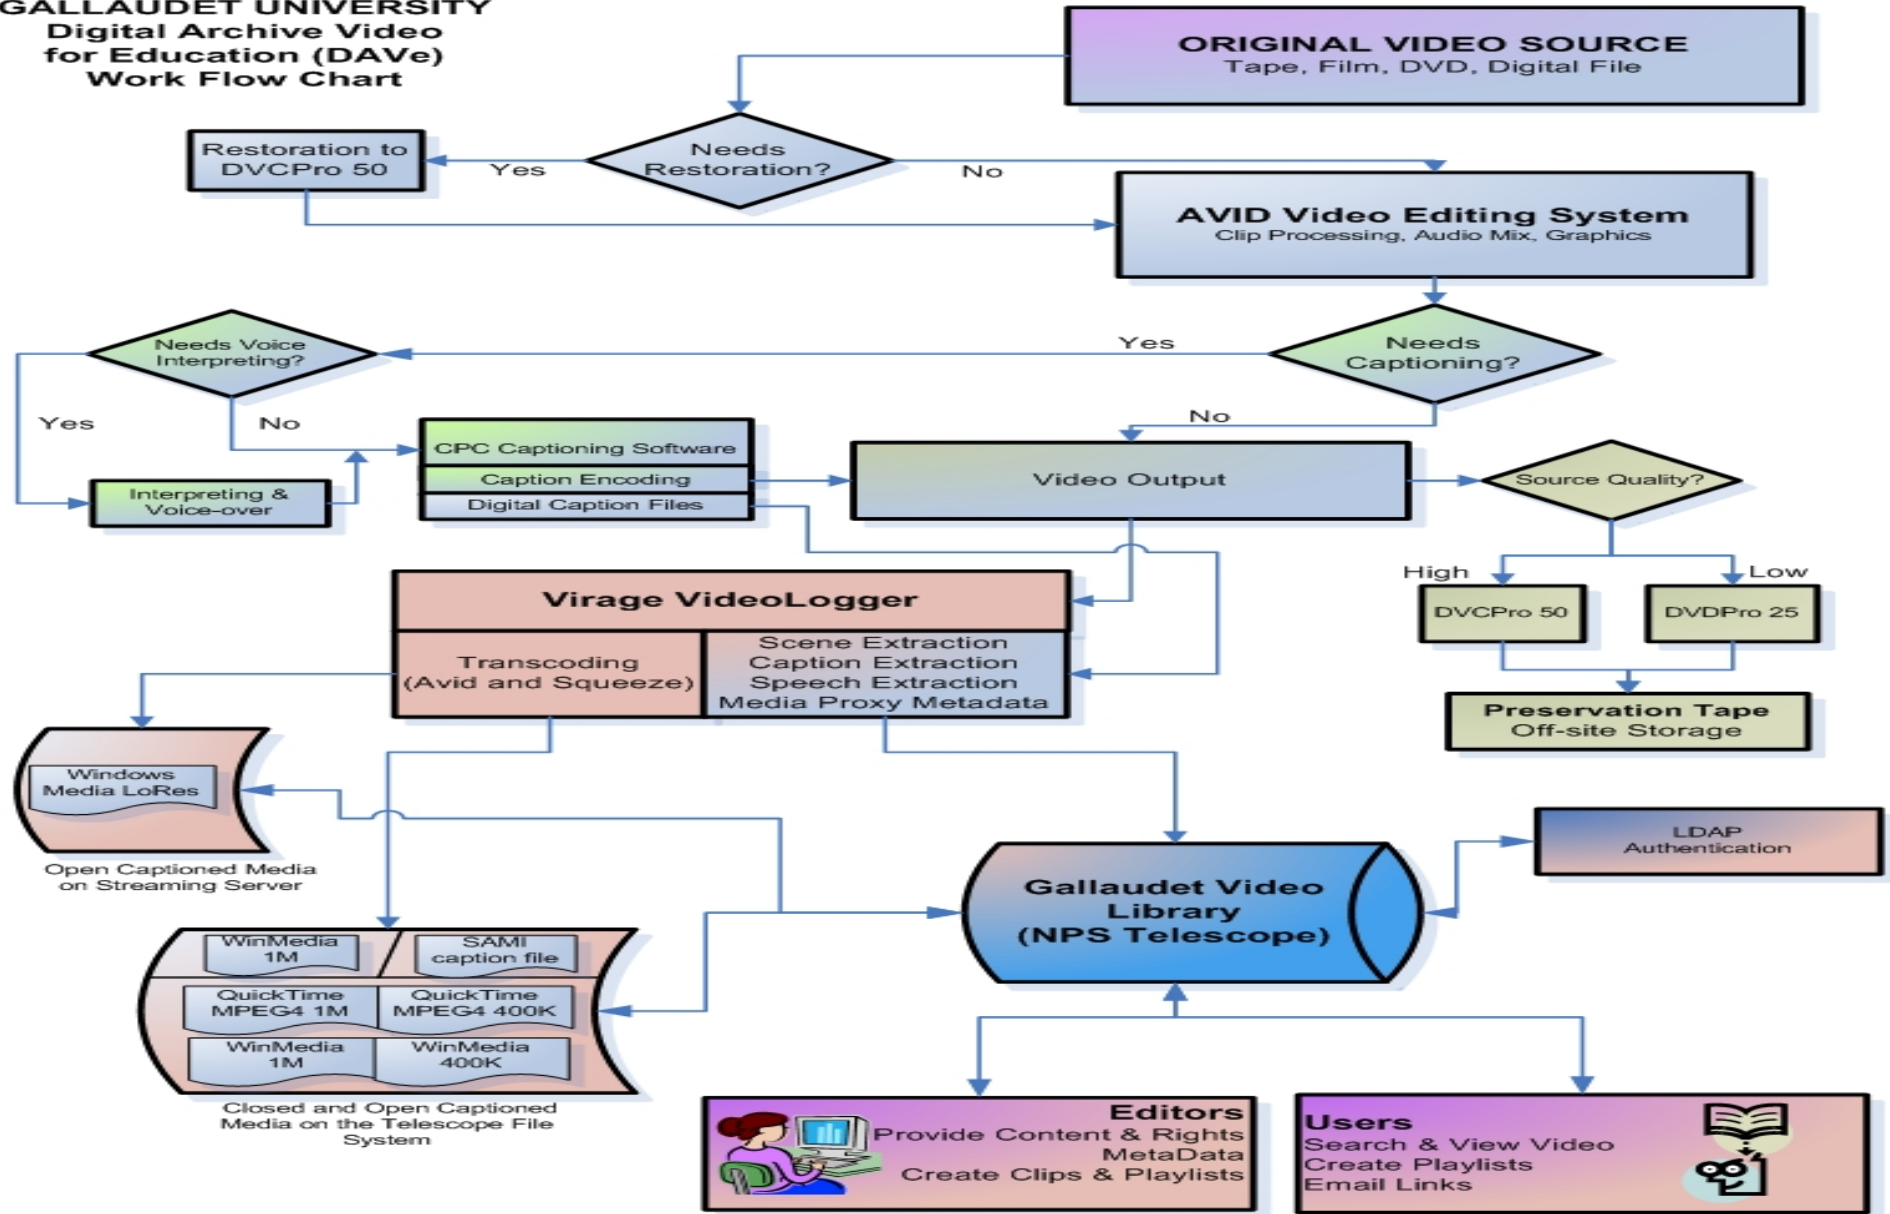 GALLAUDET UNIVERSITY
Digital Archive Video
for Education (DAVe)
Work Flow Chart
ORIGINAL VIDEO SOURCE
Tape, Film, DVD, Digital File
Restoration to
DVCPro 50
Yes
Needs
Restoration?
No
AVID Video Editing System
Clip Processing, Audio Mix, Graphics
Needs Voice
Interpreting?
Yes
Needs
Captioning?
Yes
No
No
CPC Captioning Software
Caption Encoding
Digital Caption Files
Interpreting &
Voice-over
Video Output
Source Quality?
High
Low
DVCPro 50
DVDPro 25
Preservation Tape
Off-site Storage
Virage VideoLogger
Transcoding
(Avid and Squeeze)
Scene Extraction
Caption Extraction
Speech Extraction
Media Proxy Metadata
Windows
Media LoRes
Open Captioned Media
on Streaming Server
LDAP
Authentication
Gallaudet Video
Library
(NPS Telescope)
WinMedia
1M
SAMI
caption file
QuickTime
MPEG4 1M
QuickTime
MPEG4 400K
WinMedia
1M
WinMedia
400K
Closed and Open Captioned
Media on the Telescope File
System
Editors
Provide Content & Rights
MetaData
Create Clips & Playlists
Users
Search & View Video
Create Playlists
Email Links